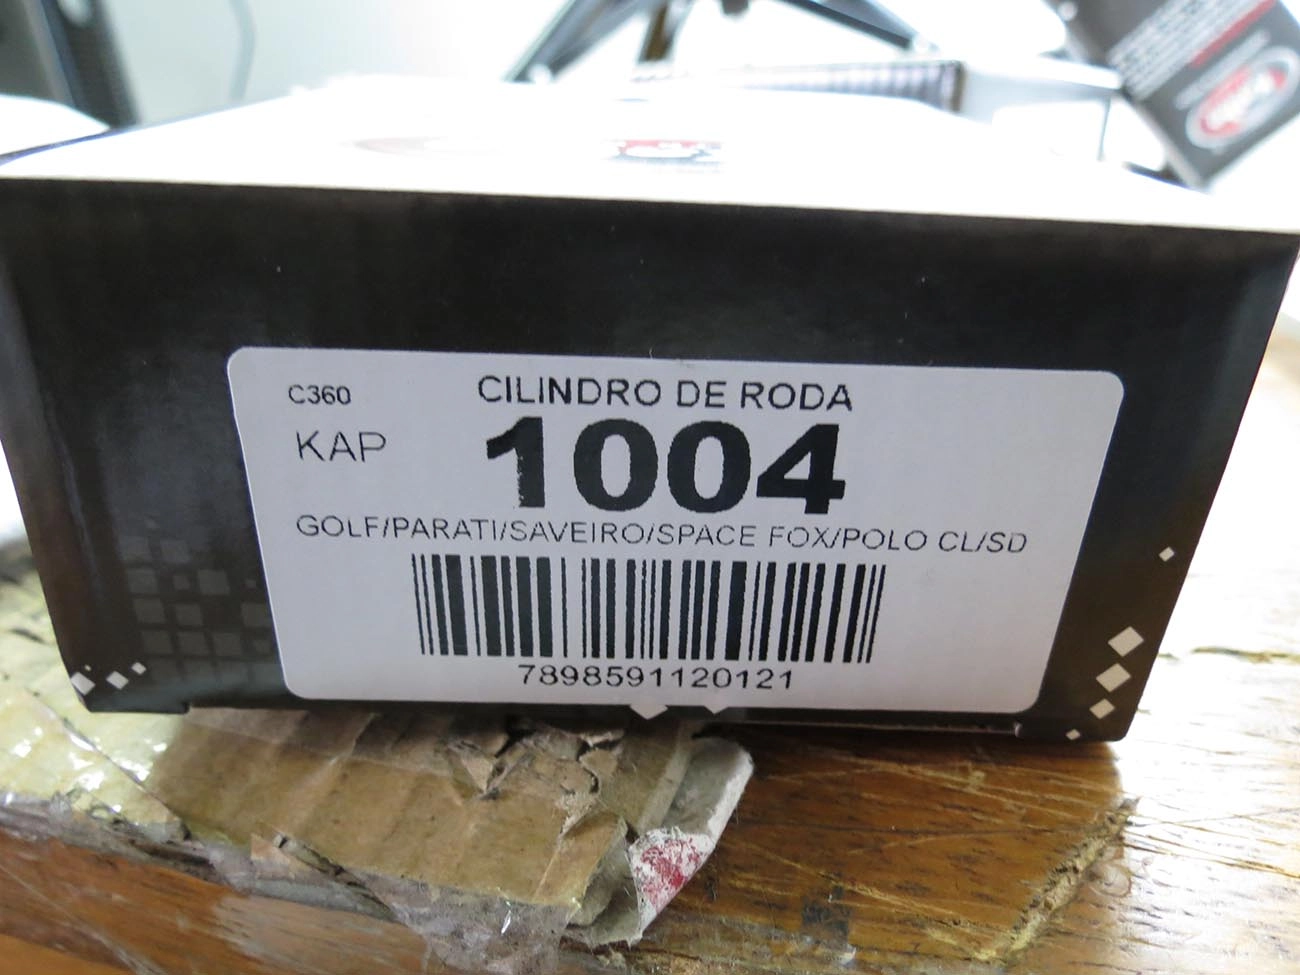 C360
CILINDRO DE RODA
KAP
1004
GOLF/PARATI/SAVEIRO/SPACE FOX/POLO CL/SD
7898591120121